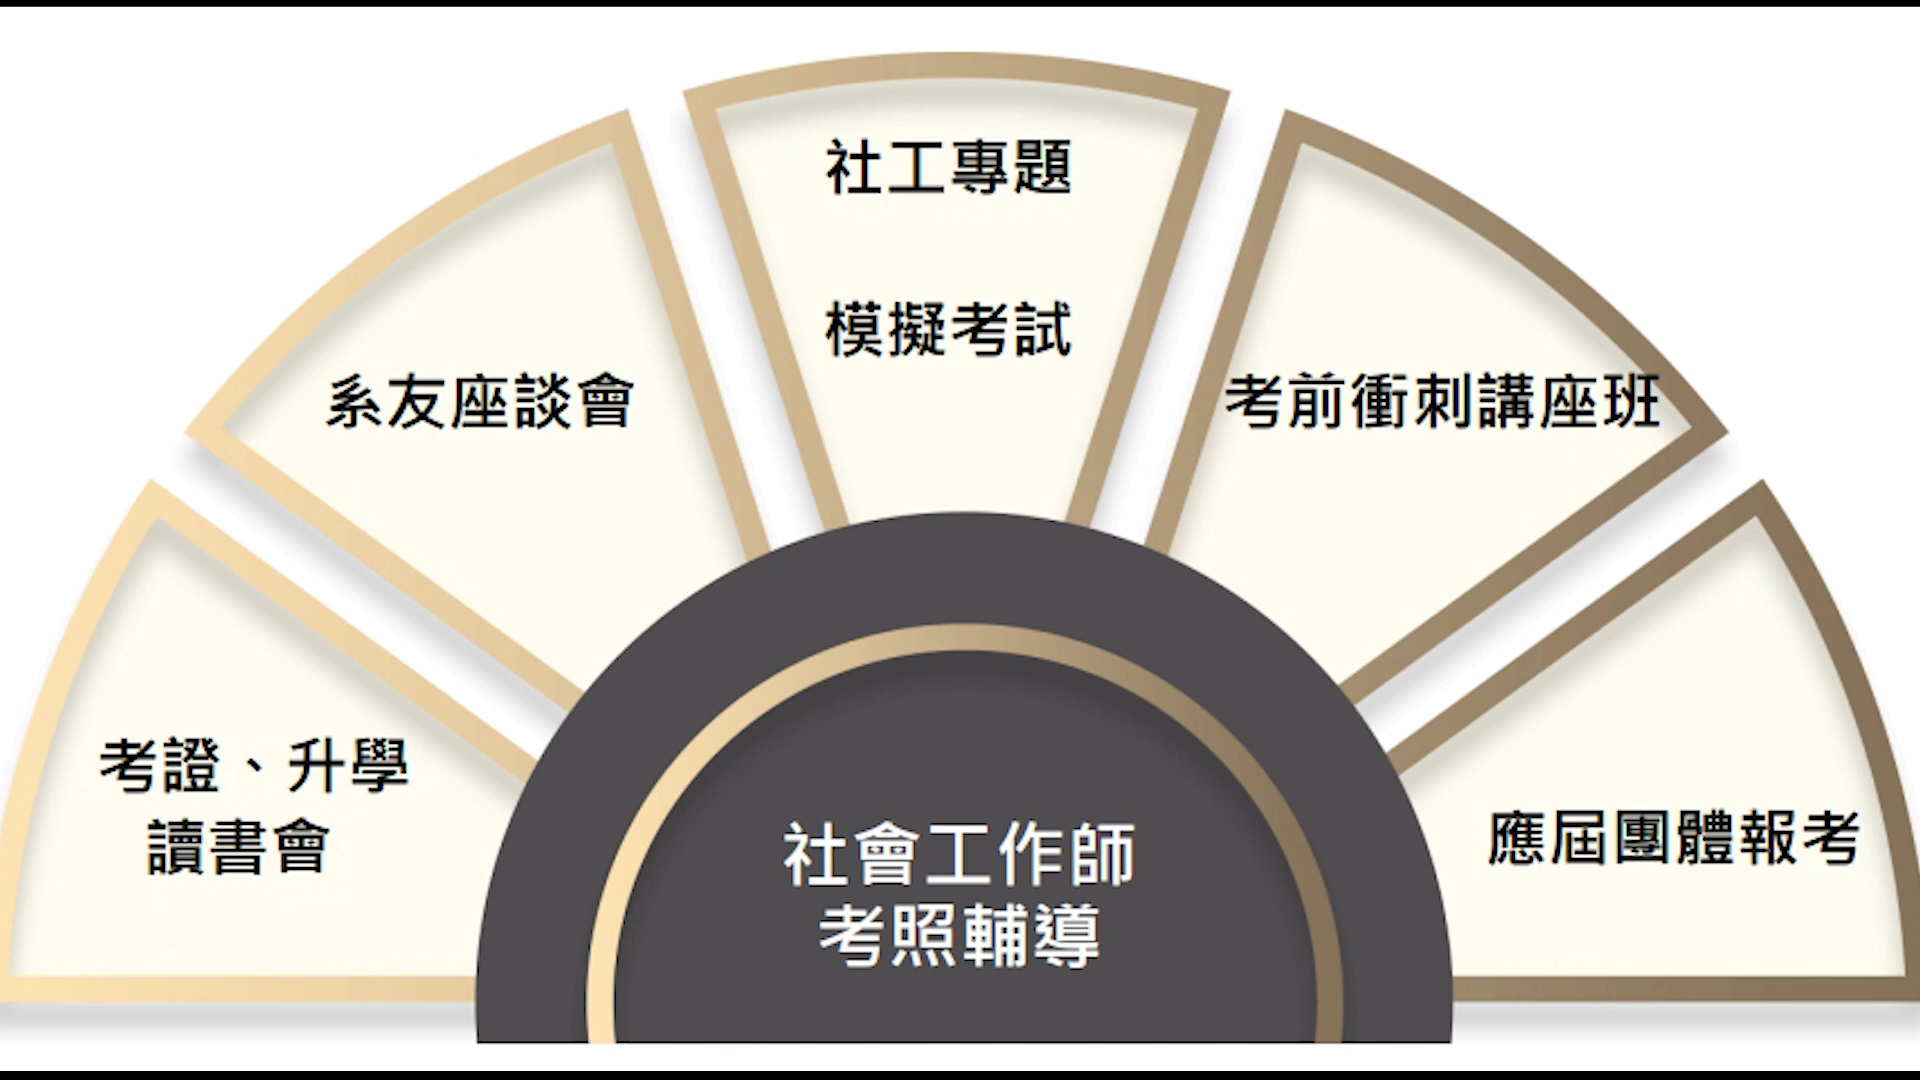 考證、升學
讀書會
系友座談會
社工專題
模擬考試
考前衝刺講座班
應屆團體報考
社會工作師
考照輔導